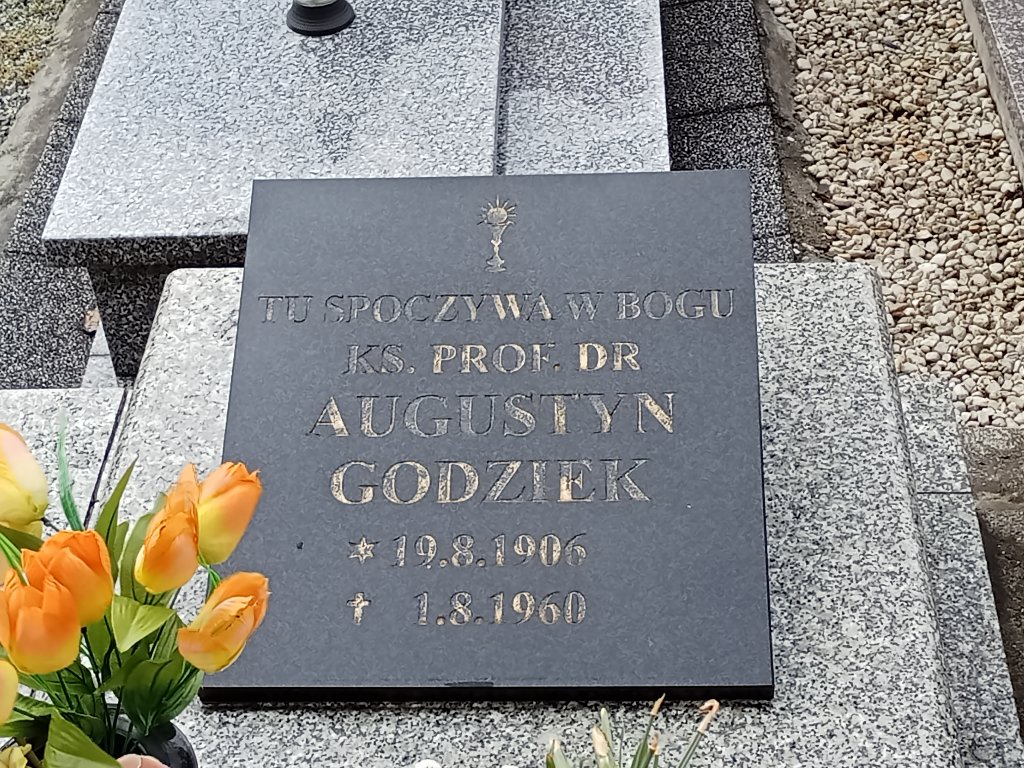 TU SPOCZYWA W BOGU
KS. PROF. DR
AUGUSTYN
GODZIEK
19.8.1906
1.8.1960